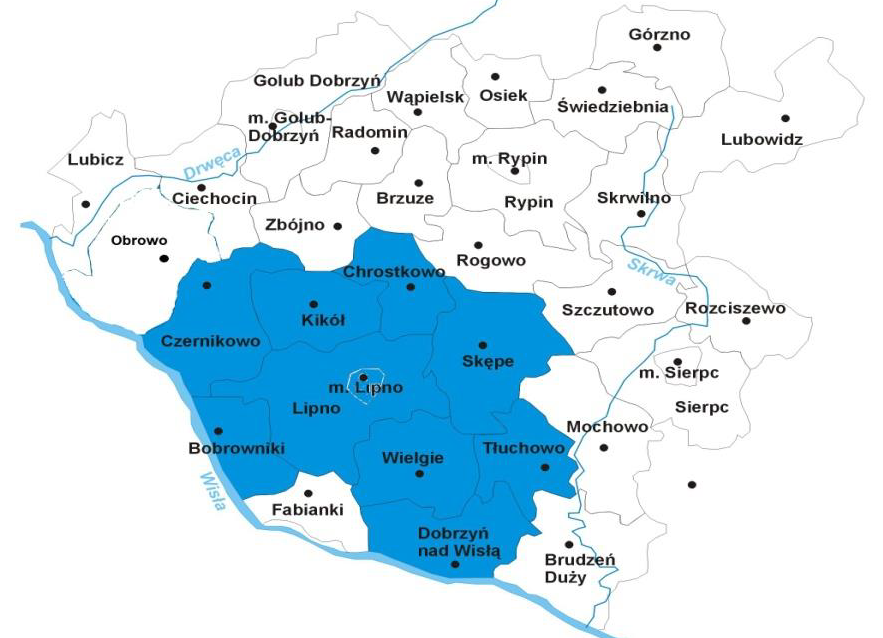 Górzno
Golub Dobrzyń
Wąpielsk
Osiek
Świedziebnia
m. Golub-
Dobrzyń
Radomin
Lubowidz
Lubicz
Drwęca
m. Rypin
Ciechocin
Brzuze
Rypin
Skrwilno
Zbójno
Obrowo
Rogowo
Chrostkowo
Skrwa
Szczutowo
Rozciszewo
Kikół
Czernikowo
Skępe
m. Sierpc
m. Lipno
Lipno
Sierpc
Mochowo
Bobrowniki
Wielgie
Tłuchowo
Wisła
Fabianki
Dobrzyń
nad Wisłą
Brudzeń
Duży